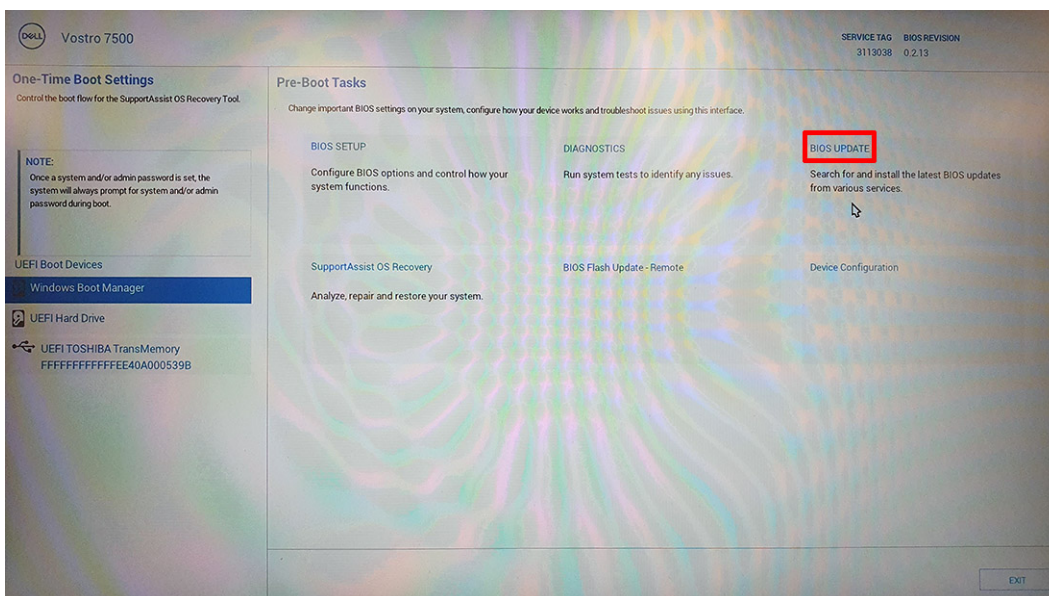 DELL
Vostro 7500
SERVICE TAG BIOS REVISION
3113038 0.2.13
One-Time Boot Settings
Control the boot flow for the SupportAssist OS Recovery Tool.
NOTE:
Once a system and/or admin password is set, the
system will always prompt for system and/or admin
password during boot.
UEFI Boot Devices
Windows Boot Manager
UEFI Hard Drive
UEFI TOSHIBA TransMemory
FFFFFFFFFFFFEE40A000539B
Pre-Boot Tasks
Change important BIOS settings on your system, configure how your device works and troubleshoot issues using this interface.
BIOS SETUP
Configure BIOS options and control how your
system functions.
DIAGNOSTICS
Run system tests to identify any issues.
BIOS UPDATE
Search for and install the latest BIOS updates
from various services.
SupportAssist OS Recovery
Analyze, repair and restore your system.
BIOS Flash Update - Remote
Device Configuration
EXIT